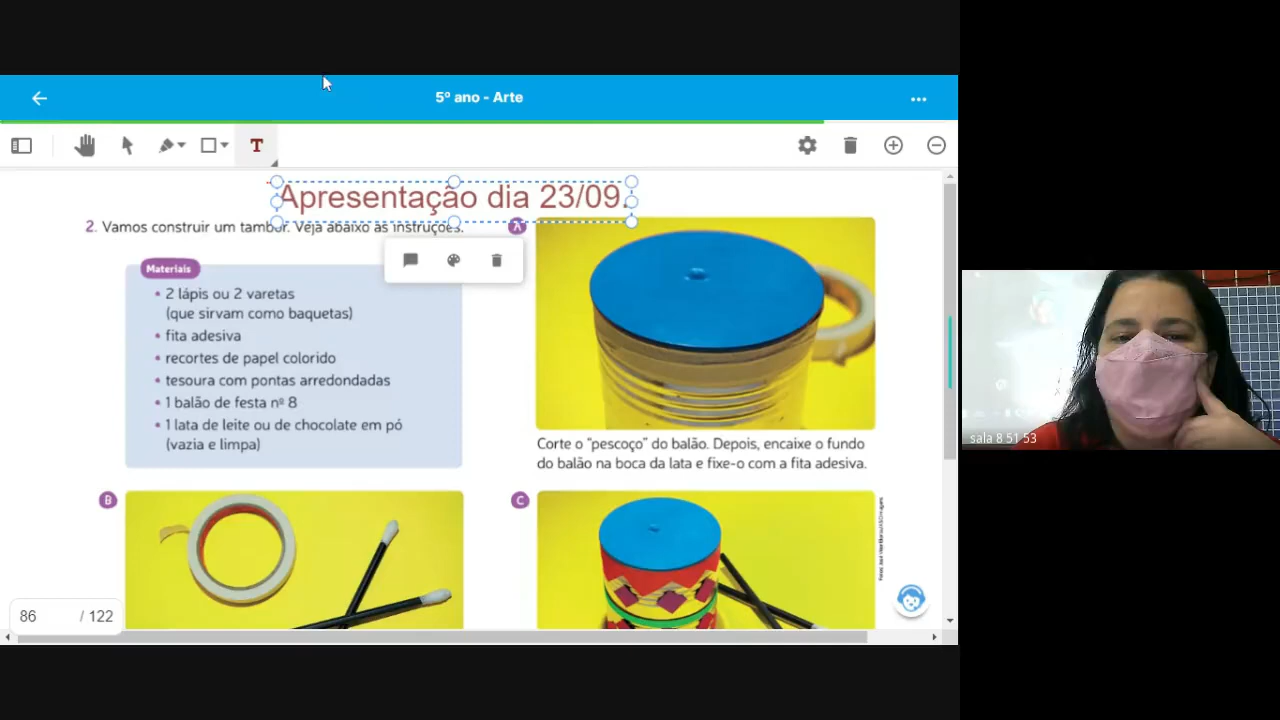 5º ano - Arte
T
Apresentação dia 23/09.
2. Vamos construir um tambor. Veja abaixo as instruções.
A
Materiais
• 2 lápis ou 2 varetas
(que sirvam como baquetas)
• fita adesiva
• recortes de papel colorido
• tesoura com pontas arredondadas
• 1 balão de festa nº 8
• 1 lata de leite ou de chocolate em pó
(vazia e limpa)
Corte o “pescoço” do balão. Depois, encaixe o fundo
do balão na boca da lata e fixe-o com a fita adesiva.
B
C
86 / 122
sala 8 51 53